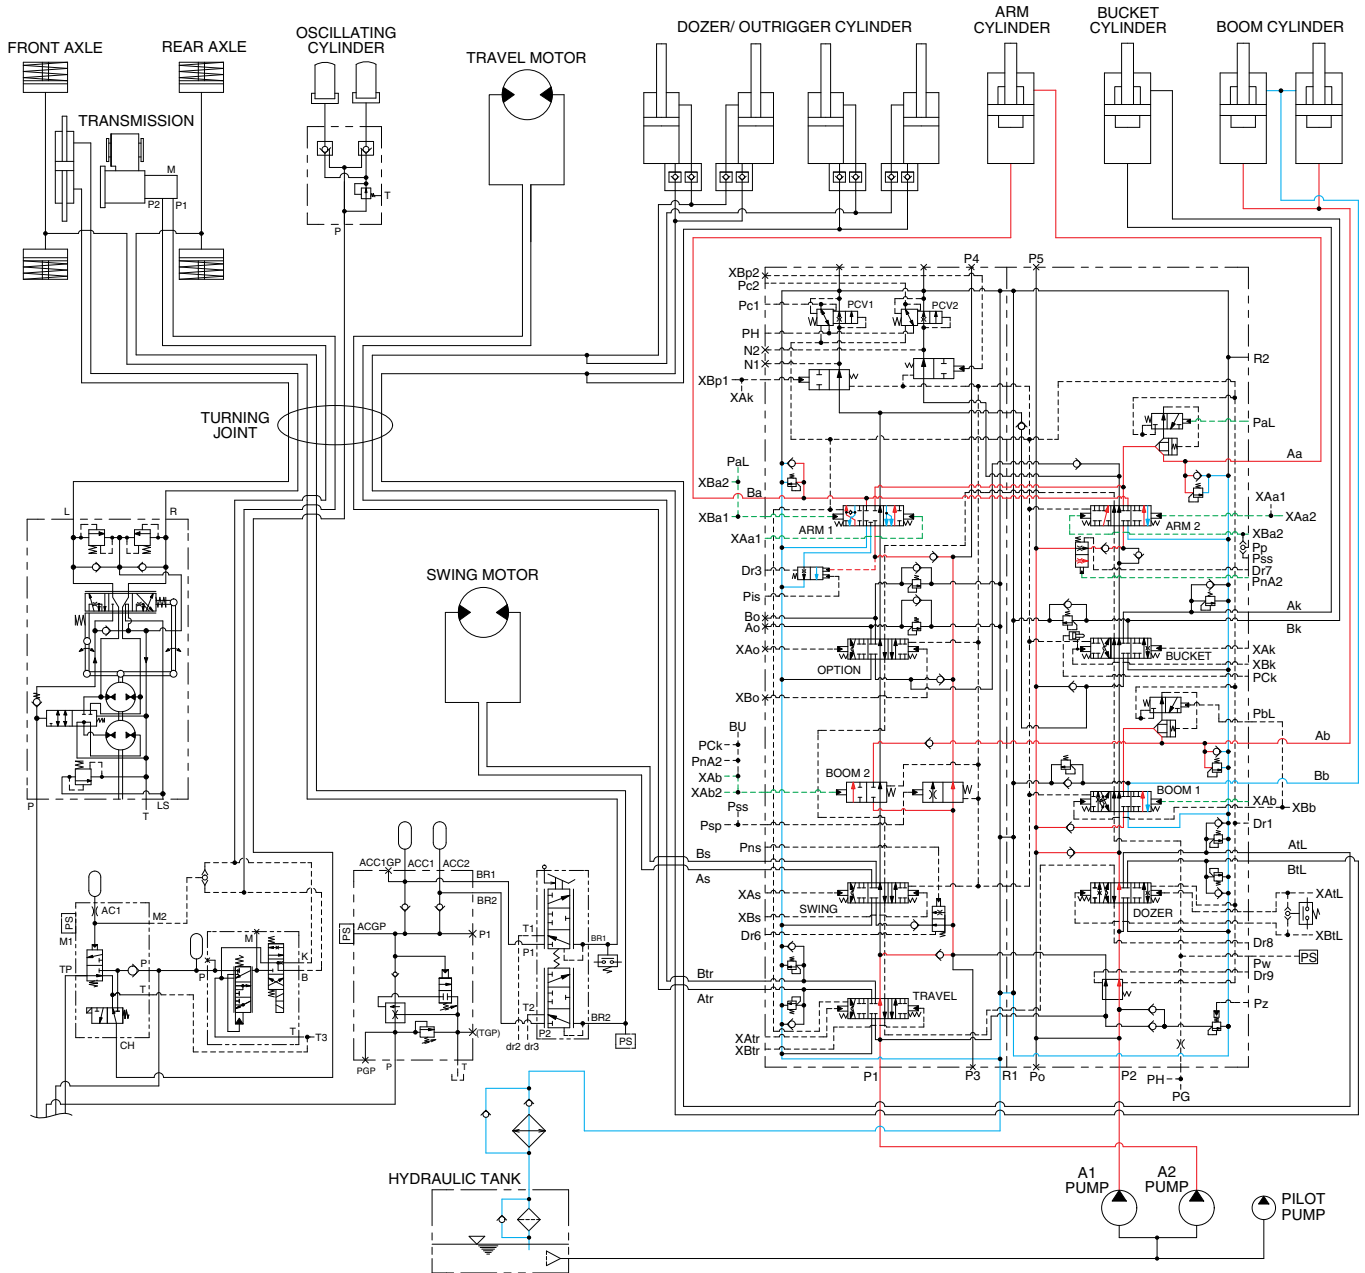 FRONT AXLE
REAR AXLE
OSCILLATING
CYLINDER
TRAVEL MOTOR
DOZER/ OUTRIGGER CYLINDER
ARM
CYLINDER
BUCKET
CYLINDER
BOOM CYLINDER
TRANSMISSION
M
P2
P1
T
P
TURNING
JOINT
L
R
P
T
LS
SWING MOTOR
XBp2
Pc2
Pc1
PH
N2
N1
XBp1
XAk
PaL
XBa2
Ba
XBa1
XAa1
Dr3
Pis
Bo
Ao
XAo
XBo
BU
PCk
PnA2
XAb
XAb2
Pss
Psp
Pns
Bs
As
XAs
XBs
Dr6
Btr
Atr
XAtr
XBtr
P4
P5
PCV1
PCV2
ARM 1
ARM 2
OPTION
BUCKET
BOOM 2
BOOM 1
SWING
DOZER
TRAVEL
R2
PaL
Aa
XAa1
XAa2
XBa2
Pp
Pss
Dr7
PnA2
Ak
Bk
XAk
XBk
PCk
PbL
Ab
Bb
XAb
XBb
Dr1
AtL
BtL
XAtL
XBtL
Dr8
PS
Pw
Dr9
Pz
P1
P3
R1
Po
P2
PH
PG
AC1
M2
PS
M1
TP
P
T
CH
M
P
K
B
T
T3
ACC1GP
ACC1
ACC2
BR1
BR2
PS
ACGP
P1
(TGP)
PGP
P
T
T1
P1
BR1
T2
P2
BR2
dr2
dr3
PS
HYDRAULIC TANK
A1
PUMP
A2
PUMP
PILOT
PUMP